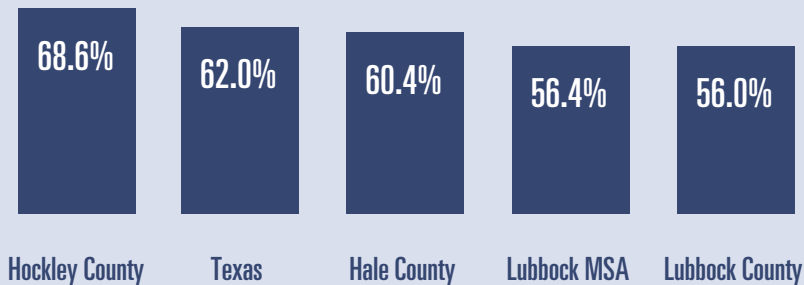 68.6%
62.0%
60.4%
56.4%
56.0%
Hockley County
Texas
Hale County
Lubbock MSA
Lubbock County